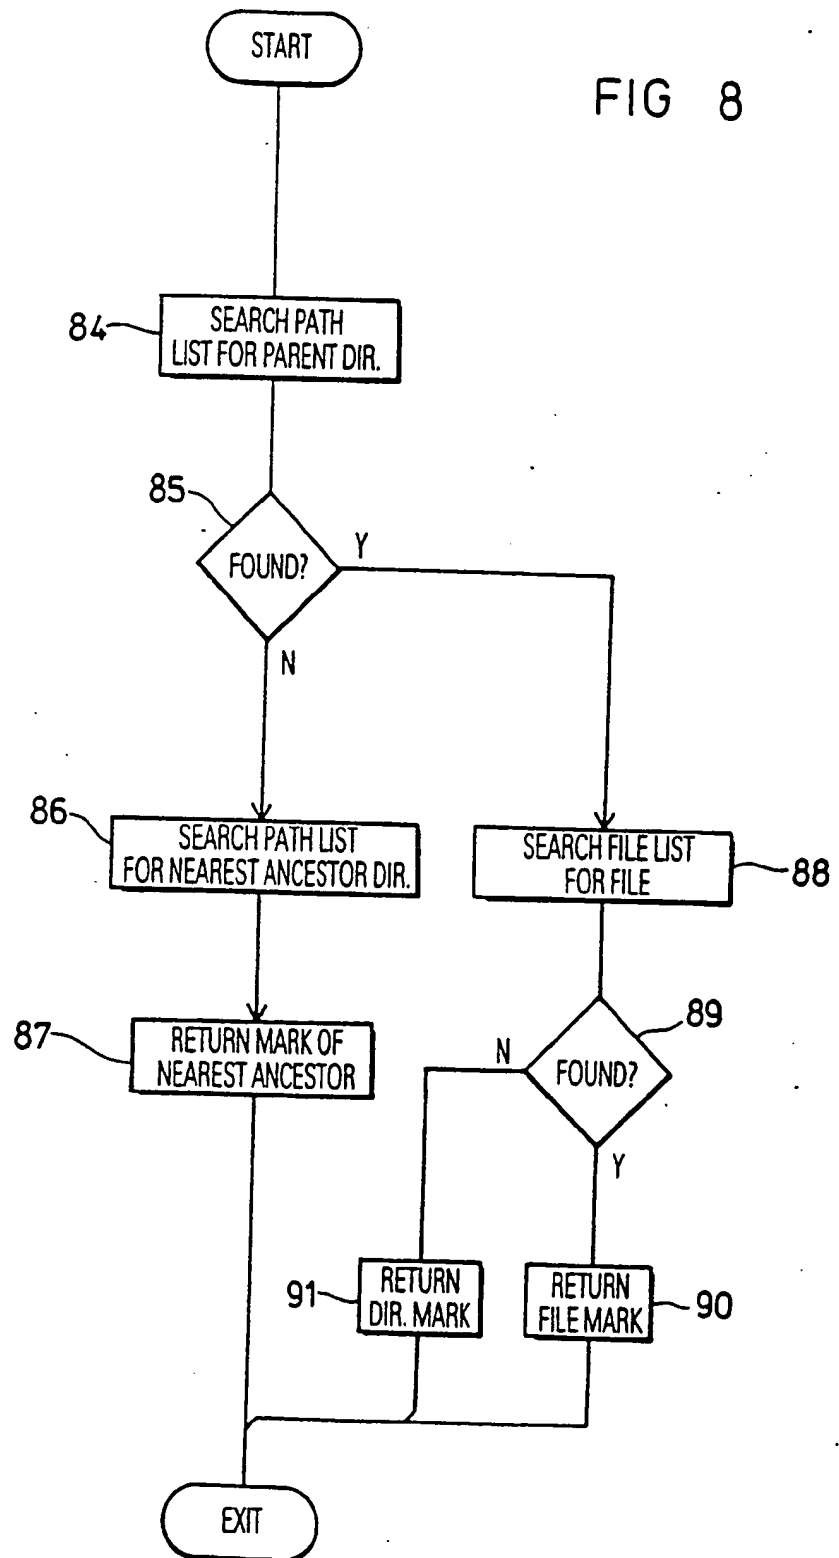 START
FIG 8
84
SEARCH PATH
LIST FOR PARENT DIR.
85
FOUND?
Y
N
86
SEARCH PATH LIST
FOR NEAREST ANCESTOR DIR.
SEARCH FILE LIST
FOR FILE
88
87
RETURN MARK OF
NEAREST ANCESTOR
89
N
FOUND?
Y
91
RETURN
DIR. MARK
RETURN
FILE MARK
90
EXIT